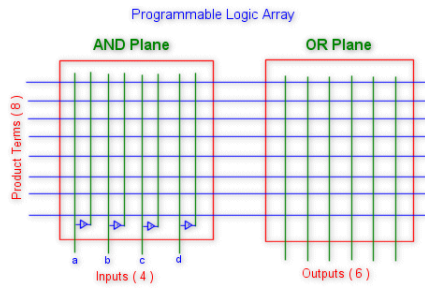 Programmable Logic Array
AND Plane
OR Plane
Product Terms ( 8 )
a
b
c
d
Inputs ( 4 )
Outputs ( 6 )